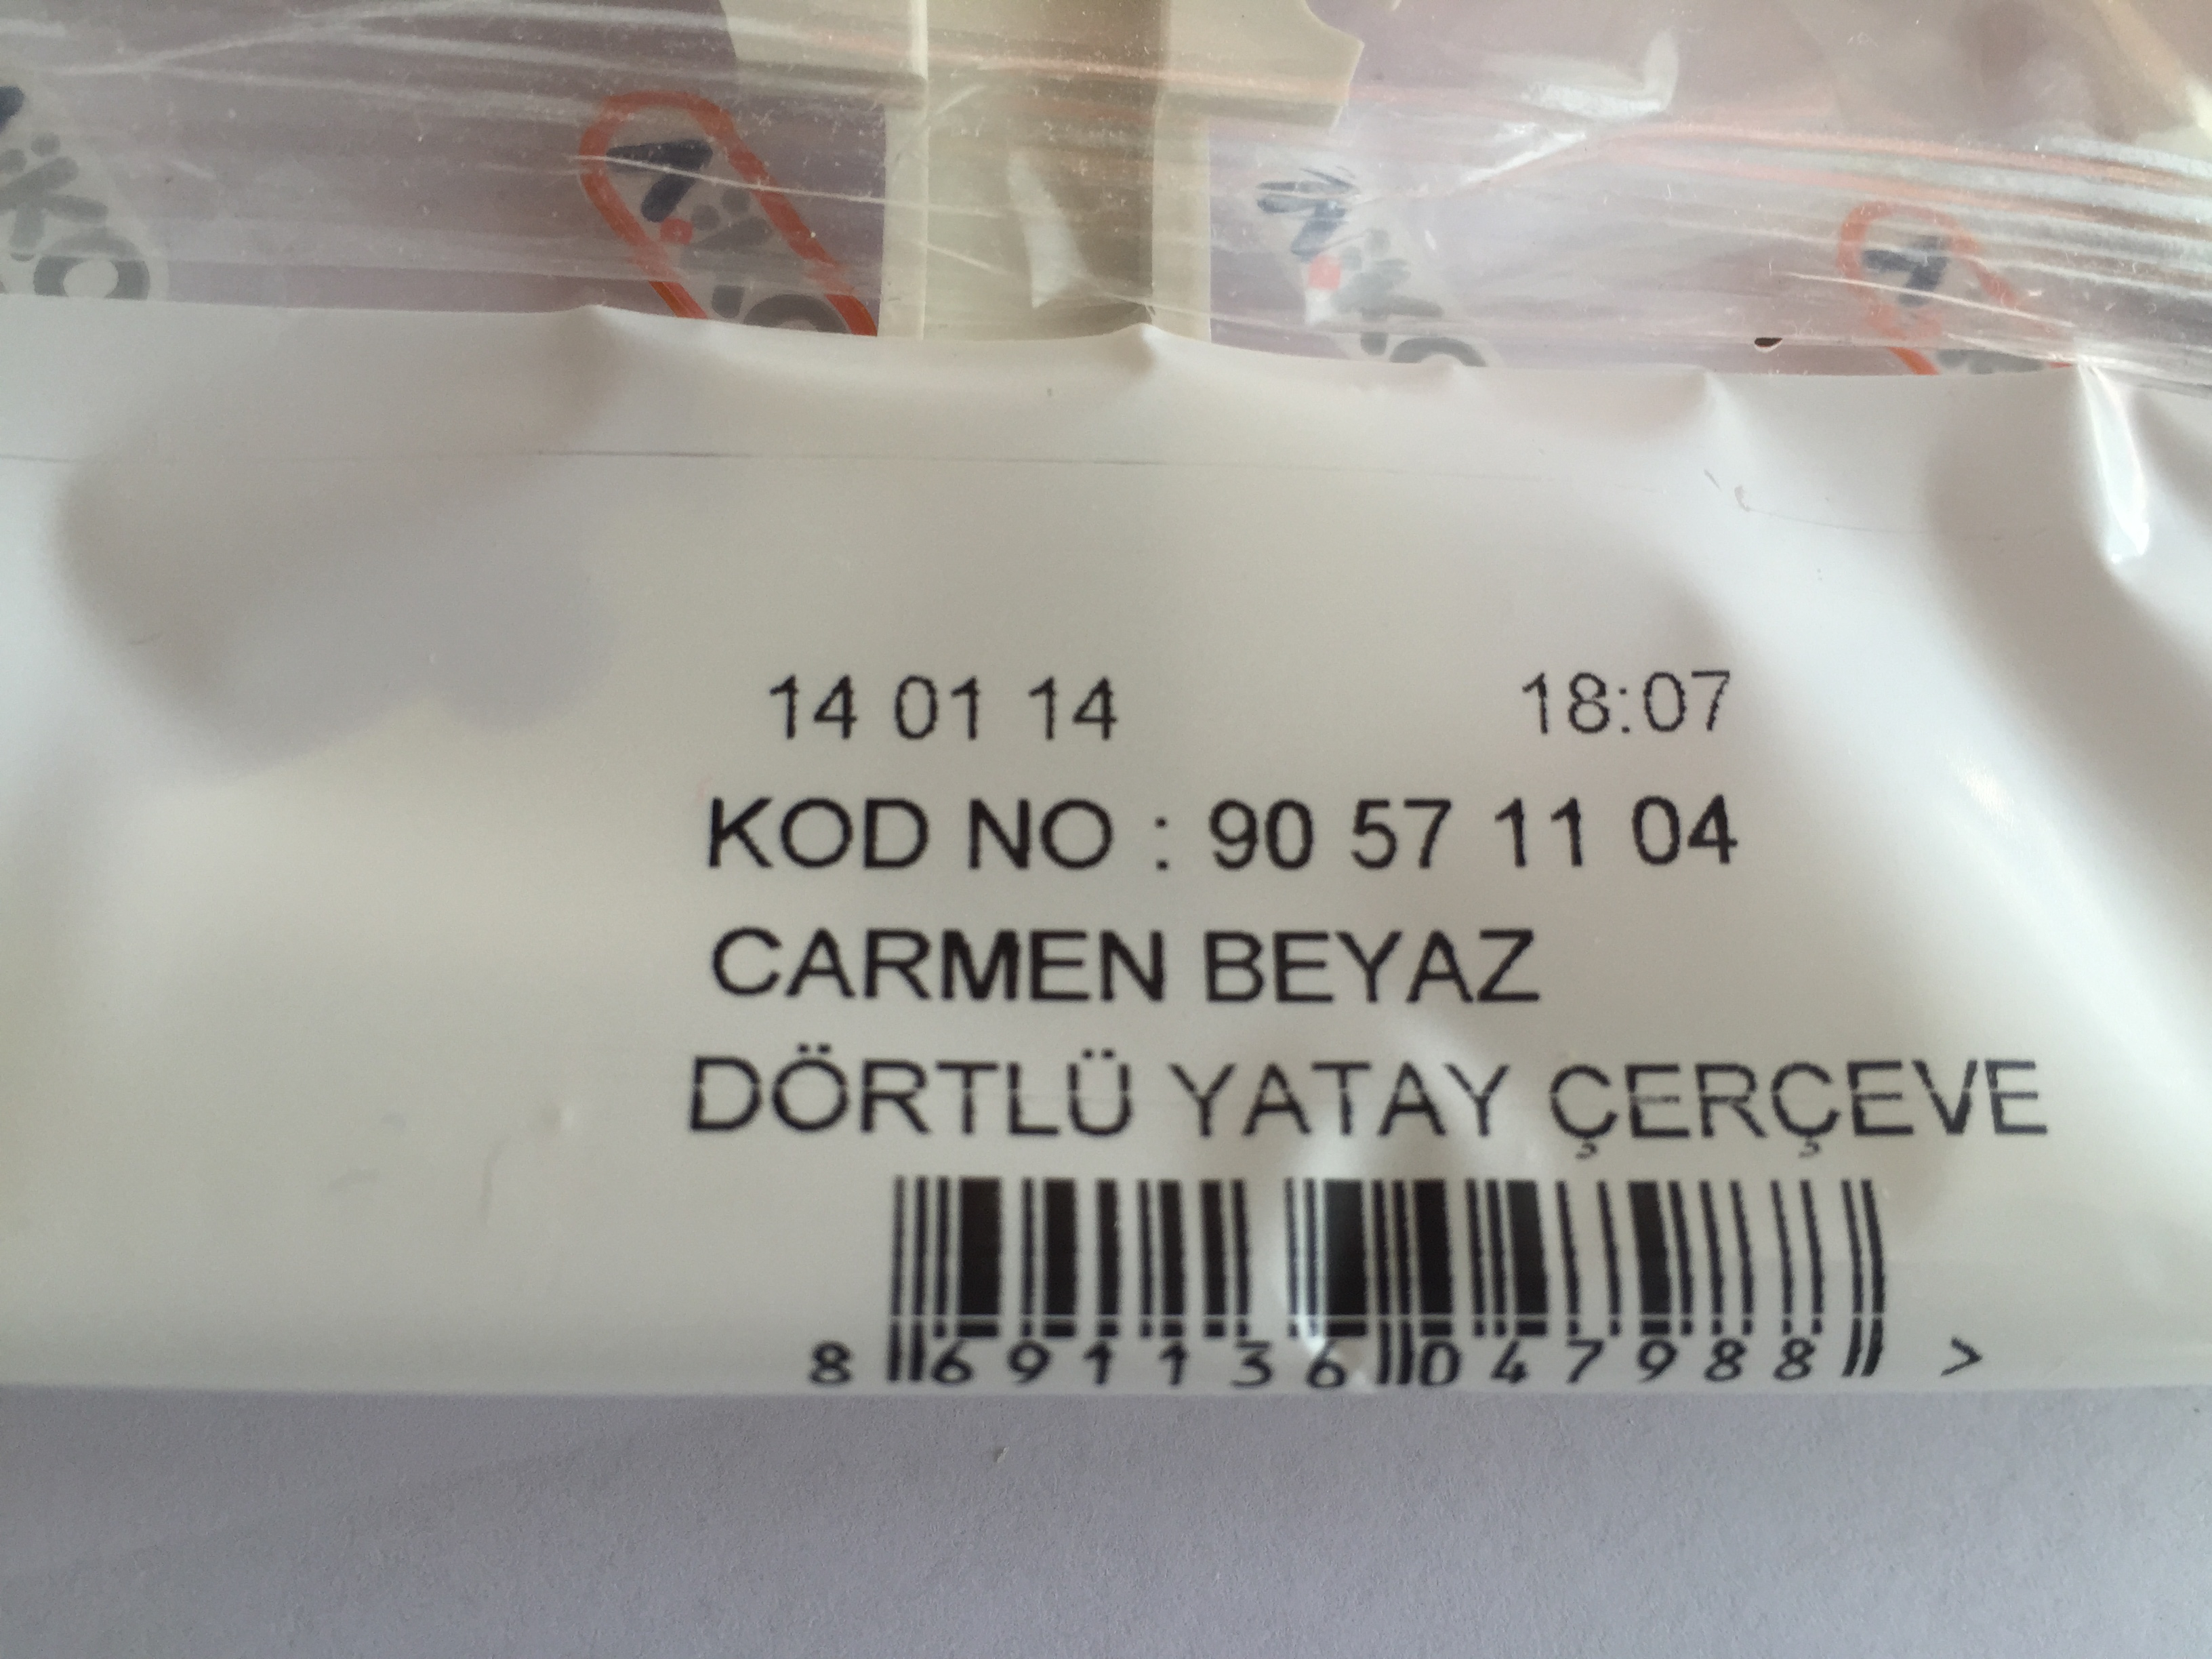 14 01 14 18:07
KOD NO : 90 57 11 04
CARMEN BEYAZ
DÖRTLÜ YATAY ÇERÇEVE
8 691136 047988 >